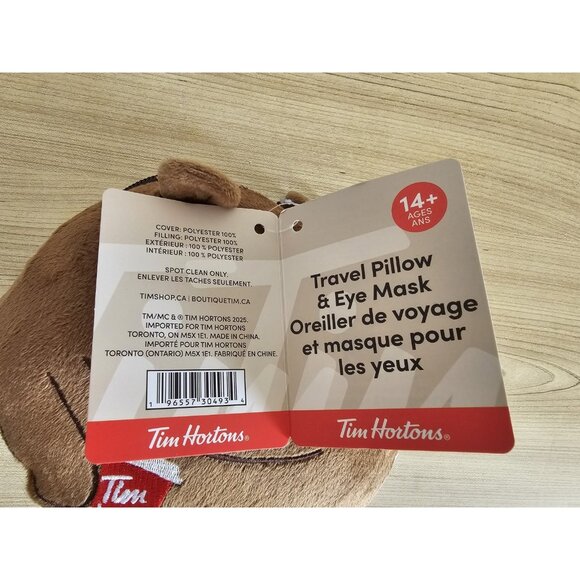 COVER: POLYESTER 100%
FILLING: POLYESTER 100%
EXTÉRIEUR : 100 % POLYESTER
INTÉRIEUR : 100 % POLYESTER
SPOT CLEAN ONLY.
ENLEVER LES TACHES SEULEMENT.
TIMSHOP.CA | BOUTIQUETIM.CA
TM/MC & ® TIM HORTONS 2025.
IMPORTED FOR TIM HORTONS
TORONTO, ON M5X 1E1. MADE IN CHINA.
IMPORTÉ POUR TIM HORTONS
TORONTO (ONTARIO) M5X 1E1. FABRIQUÉ EN CHINE.
1 96557 30493 4
Tim Hortons®
14+
AGES
ANS
Travel Pillow
& Eye Mask
Oreiller de voyage
et masque pour
les yeux
Tim Hortons®
Tim